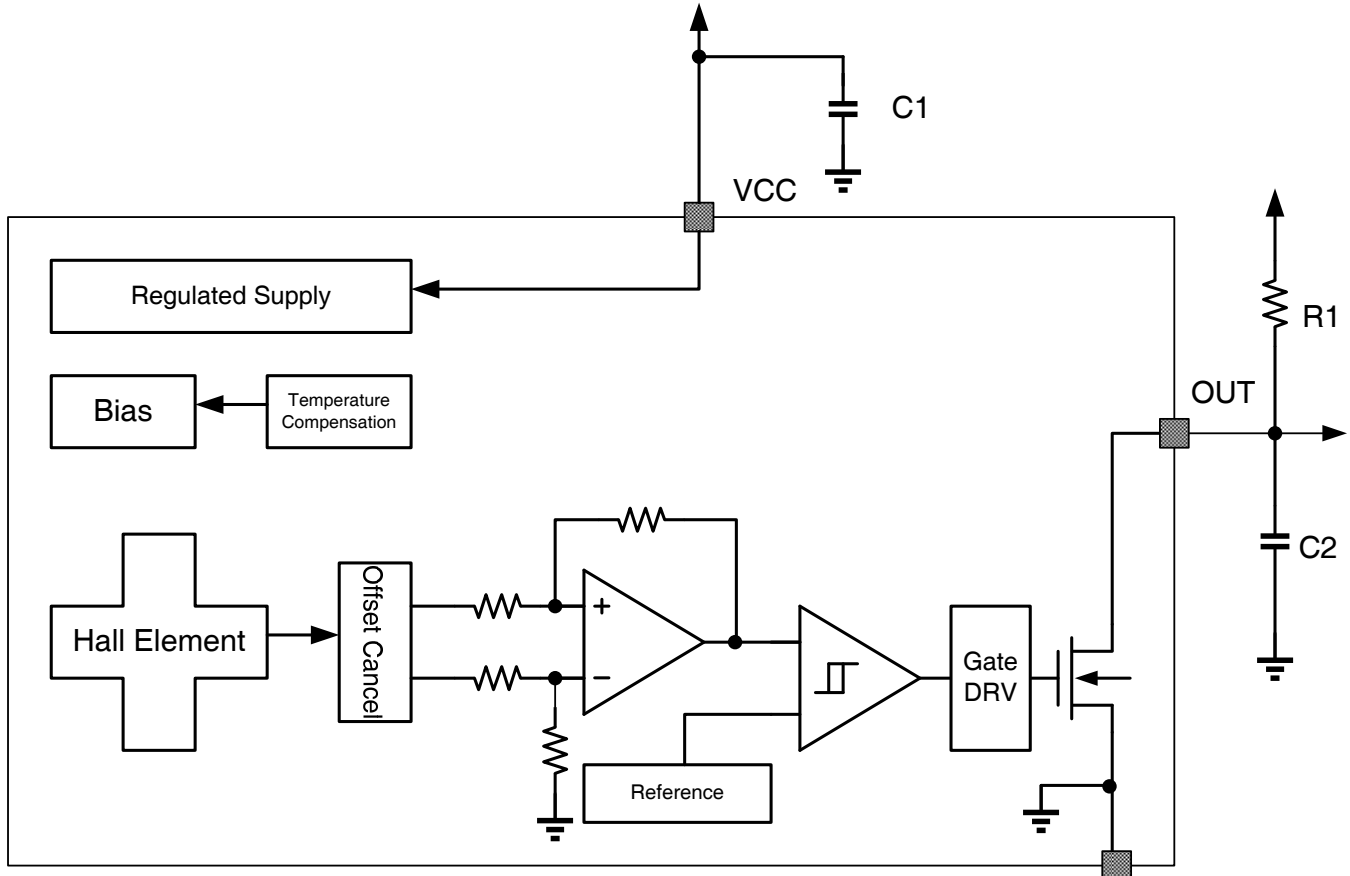 C1
VCC
Regulated Supply
R1
Bias
Temperature
Compensation
OUT
C2
Hall Element
Offset Cancel
+
−
Gate
DRV
Reference